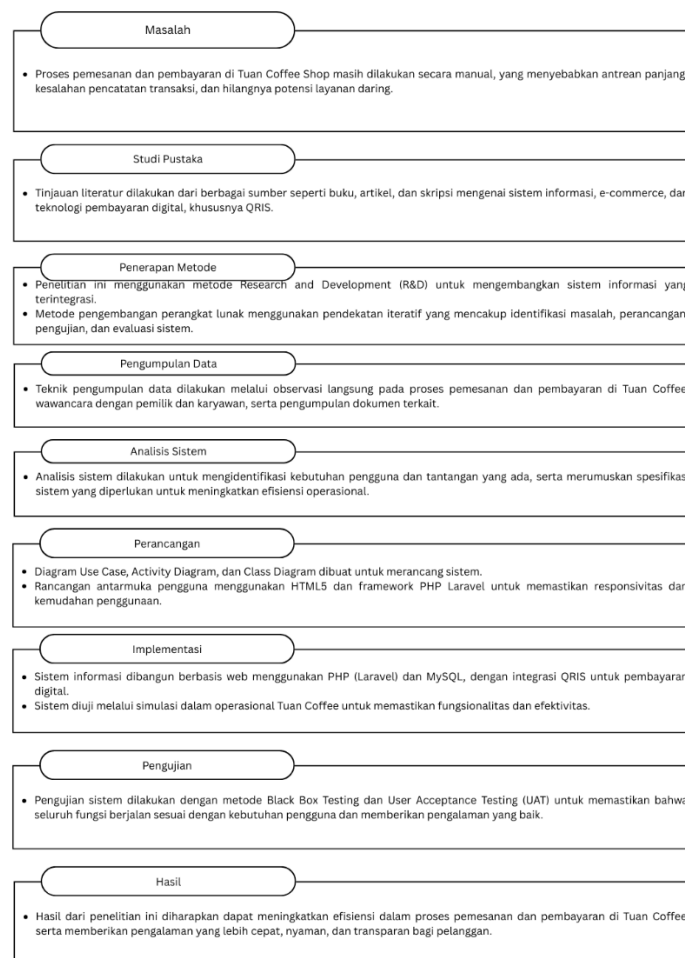 Masalah
• Proses pemesanan dan pembayaran di Tuan Coffee Shop masih dilakukan secara manual, yang menyebabkan antrean panjang
kesalahan pencatatan transaksi, dan hilangnya potensi layanan daring.
Studi Pustaka
• Tinjauan literatur dilakukan dari berbagai sumber seperti buku, artikel, dan skripsi mengenai sistem informasi, e-commerce, dan
teknologi pembayaran digital, khususnya QRIS.
Penerapan Metode
• Penelitian ini menggunakan metode Research and Development (R&D) untuk mengembangkan sistem informasi yang
terintegrasi.
• Metode pengembangan perangkat lunak menggunakan pendekatan iteratif yang mencakup identifikasi masalah, perancangan
pengujian, dan evaluasi sistem.
Pengumpulan Data
• Teknik pengumpulan data dilakukan melalui observasi langsung pada proses pemesanan dan pembayaran di Tuan Coffee
wawancara dengan pemilik dan karyawan, serta pengumpulan dokumen terkait.
Analisis Sistem
• Analisis sistem dilakukan untuk mengidentifikasi kebutuhan pengguna dan tantangan yang ada, serta merumuskan spesifikas
sistem yang diperlukan untuk meningkatkan efisiensi operasional.
Perancangan
• Diagram Use Case, Activity Diagram, dan Class Diagram dibuat untuk merancang sistem.
• Rancangan antarmuka pengguna menggunakan HTML5 dan framework PHP Laravel untuk memastikan responsivitas dan
kemudahan penggunaan.
Implementasi
• Sistem informasi dibangun berbasis web menggunakan PHP (Laravel) dan MySQL, dengan integrasi QRIS untuk pembayaran
digital.
• Sistem diuji melalui simulasi dalam operasional Tuan Coffee untuk memastikan fungsionalitas dan efektivitas.
Pengujian
• Pengujian sistem dilakukan dengan metode Black Box Testing dan User Acceptance Testing (UAT) untuk memastikan bahwa
seluruh fungsi berjalan sesuai dengan kebutuhan pengguna dan memberikan pengalaman yang baik.
Hasil
• Hasil dari penelitian ini diharapkan dapat meningkatkan efisiensi dalam proses pemesanan dan pembayaran di Tuan Coffee
serta memberikan pengalaman yang lebih cepat, nyaman, dan transparan bagi pelanggan.